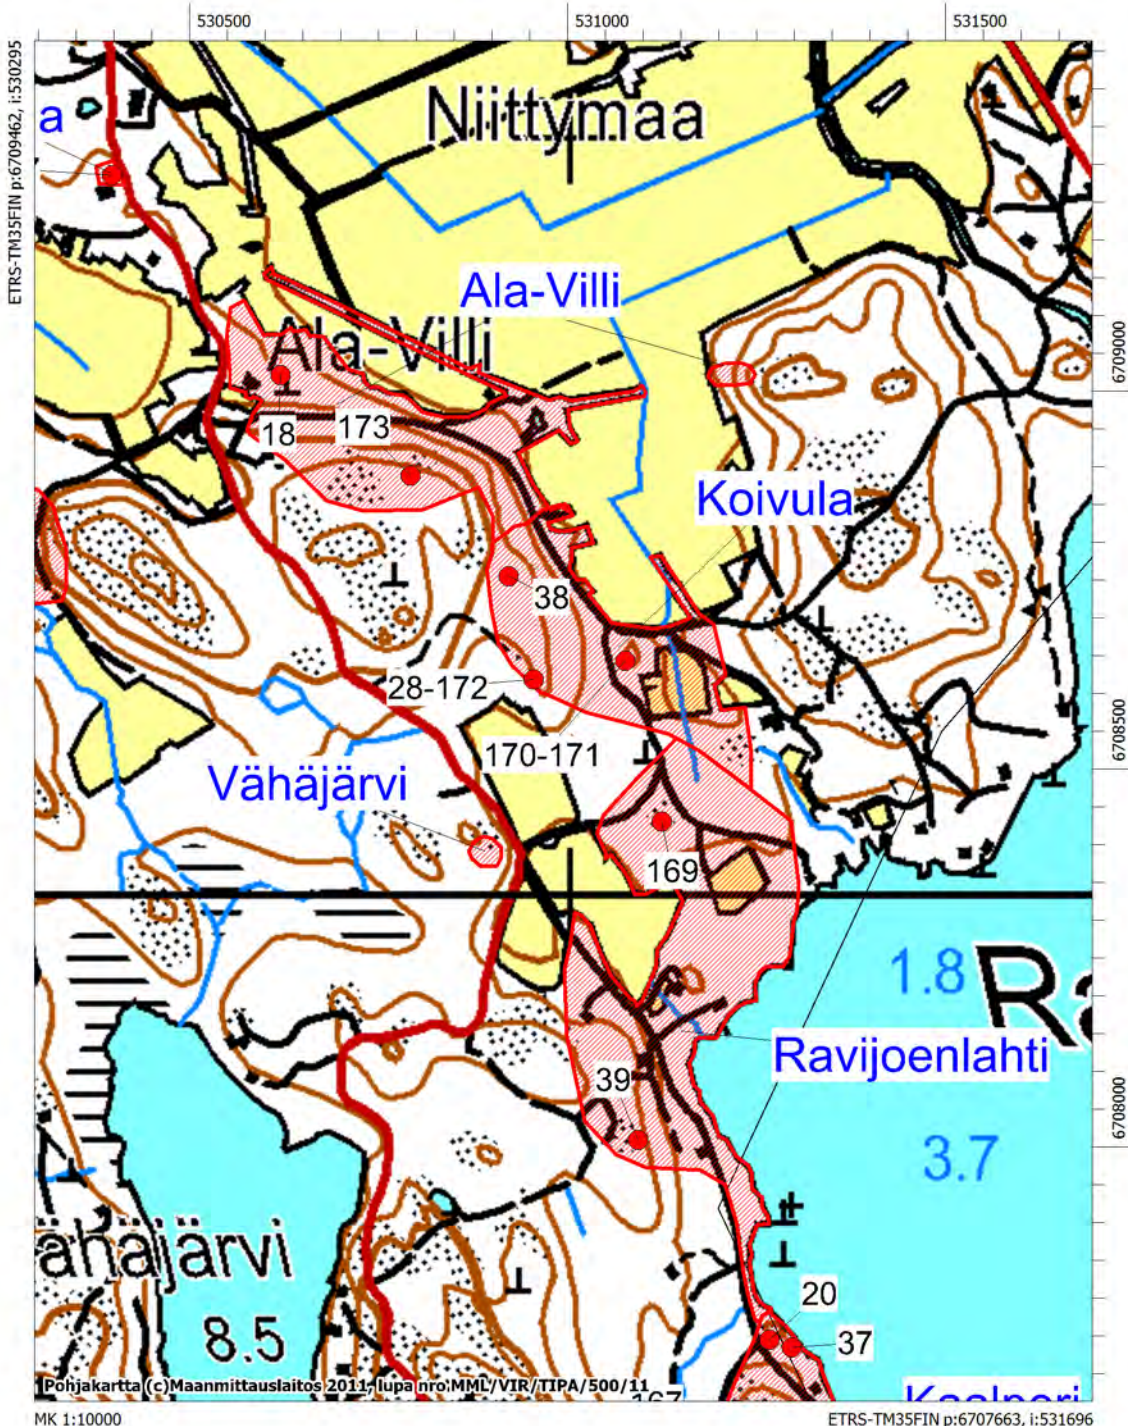 530500
531000
531500
ETRS-TM35FIN p:6709462, i:530295
Niittymaa
a
Ala-Villi
Ala-Villi
6709000
18
173
Koivula
38
28-172
170-171
6708500
Vähäjärvi
169
1.8
Ra
Ravijoenlahti
39
6708000
3.7
ähäjärvi
8.5
20
37
Pohjakartta (c)Maanmittauslaitos 2011, lupa nro MML/VIR/TIPA/500/11
167
MK 1:10000
ETRS-TM35FIN p:6707663, i:531696